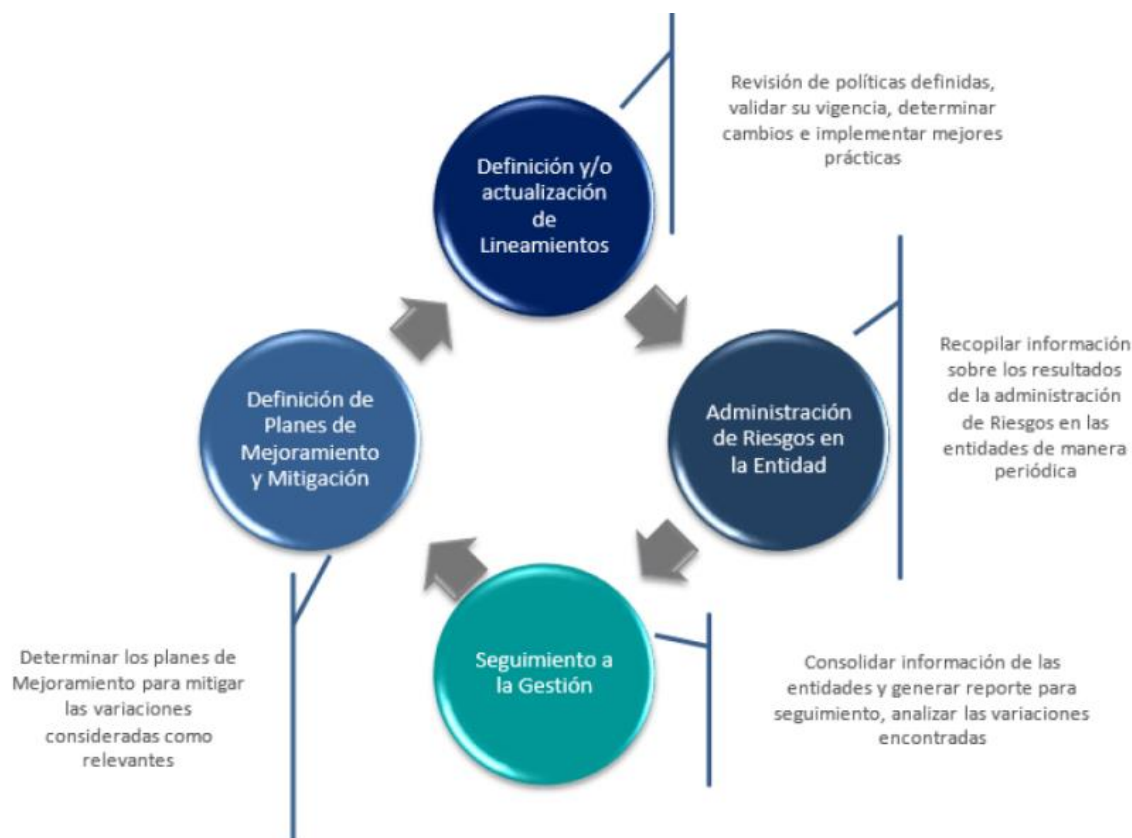 Definición y/o
actualización
de
Lineamientos
Revisión de políticas definidas,
validar su vigencia, determinar
cambios e implementar mejores
prácticas
Administración
de Riesgos en
la Entidad
Recopilar información
sobre los resultados
de la administración
de Riesgos en las
entidades de manera
periódica
Seguimiento a
la Gestión
Consolidar información de las
entidades y generar reporte para
seguimiento, analizar las variaciones
encontradas
Definición de
Planes de
Mejoramiento
y Mitigación
Determinar los planes de
Mejoramiento para mitigar
las variaciones
consideradas como
relevantes